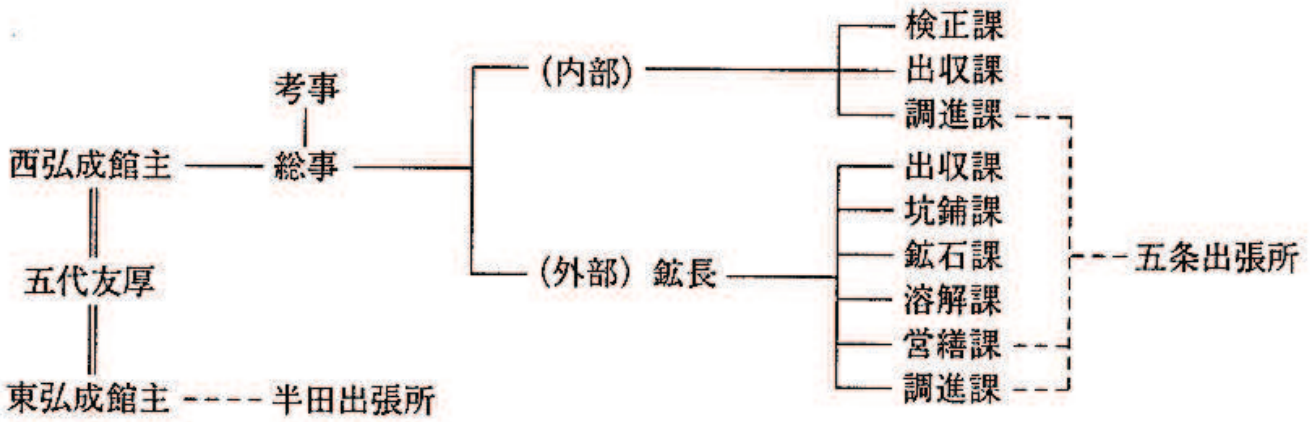 検正課
(内部)
出収課
考事
調進課
西弘成館主
総事
出収課
坑鋪課
五代友厚
(外部) 鉱長
鉱石課
五条出張所
溶解課
営繕課
東弘成館主
半田出張所
調進課